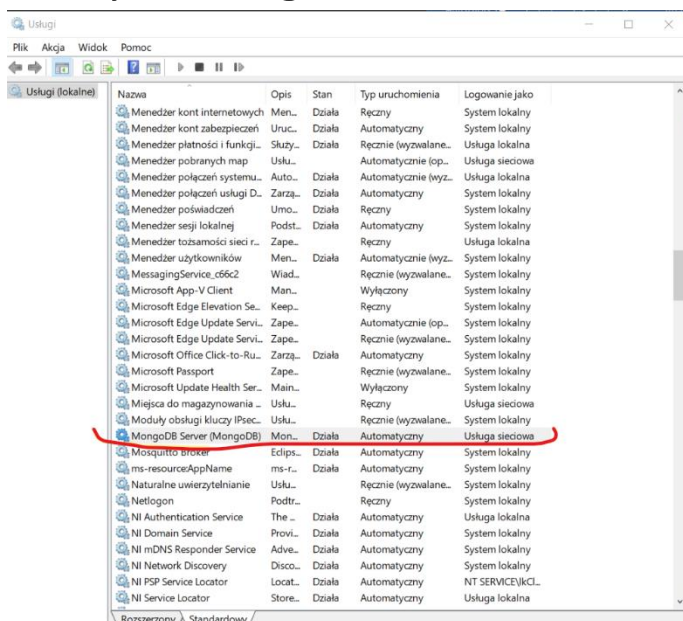 Usługi
Plik Akcja Widok Pomoc
Usługi (lokalne)
Nazwa Opis Stan Typ uruchomienia Logowanie jako
Menedżer kont internetowych Men... Działa Ręczny System lokalny
Menedżer kont zabezpieczeń Uruc... Działa Automatyczny System lokalny
Menedżer płatności i funkcji... Służy... Działa Ręcznie (wyzwalane... Usługa lokalna
Menedżer pobranych map Usłu... Automatycznie (op... Usługa sieciowa
Menedżer połączeń systemu... Auto... Działa Automatycznie (wyz... Usługa lokalna
Menedżer połączeń usługi D... Zarzą... Działa Automatyczny System lokalny
Menedżer poświadczeń Umo... Działa Ręczny System lokalny
Menedżer sesji lokalnej Podst... Działa Automatyczny System lokalny
Menedżer tożsamości sieci r... Zape... Ręczny Usługa lokalna
Menedżer użytkowników Men... Działa Automatycznie (wyz... System lokalny
MessagingService_c66c2 Wiad... Ręcznie (wyzwalane... System lokalny
Microsoft App-V Client Man... Wyłączony System lokalny
Microsoft Edge Elevation Se... Keep... Ręczny System lokalny
Microsoft Edge Update Servi... Zape... Automatycznie (op... System lokalny
Microsoft Edge Update Servi... Zape... Ręcznie (wyzwalane... System lokalny
Microsoft Office Click-to-Ru... Zarzą... Działa Automatyczny System lokalny
Microsoft Passport Zape... Ręcznie (wyzwalane... System lokalny
Microsoft Update Health Ser... Main... Wyłączony System lokalny
Miejsca do magazynowania ... Usłu... Ręczny Usługa sieciowa
Moduły obsługi kluczy IPsec... Usłu... Ręcznie (wyzwalane... System lokalny
MongoDB Server (MongoDB) Mon... Działa Automatyczny Usługa sieciowa
Mosquitto Broker Eclips... Działa Automatyczny System lokalny
ms-resource:AppName ms-r... Działa Automatyczny System lokalny
Naturalne uwierzytelnianie Usłu... Ręcznie (wyzwalane... System lokalny
Netlogon Podtr... Ręczny System lokalny
NI Authentication Service The ... Działa Automatyczny Usługa lokalna
NI Domain Service Provi... Działa Automatyczny System lokalny
NI mDNS Responder Service Adve... Działa Automatyczny System lokalny
NI Network Discovery Disco... Działa Automatyczny System lokalny
NI PSP Service Locator Locat... Działa Automatyczny NT SERVICE\lkCl...
NI Service Locator Store... Działa Automatyczny Usługa lokalna
Rozszerzony Standardowy